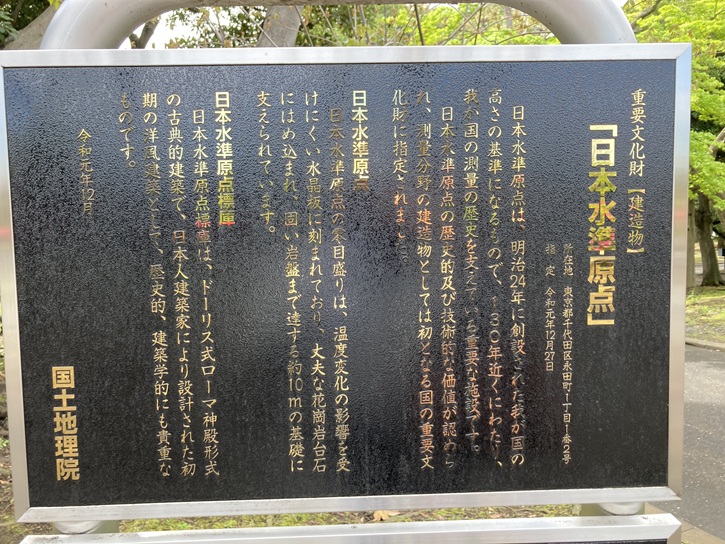 重要文化財【建造物】
「日本水準原点」
所在地 東京都千代田区永田町1丁目1番2号
指定 令和元年12月27日
日本水準原点は、明治24年に創設された我が国の
高さの基準になるもので、130年近くにわたり、
我が国の測量の歴史を支えている重要な施設です。
日本水準原点の歴史的及び技術的な価値が認めら
れ、測量分野の建造物としては初となる国の重要文
化財に指定されました。
日本水準原点
日本水準原点の零目盛りは、温度変化の影響を受
けにくい水晶板に刻まれており、丈夫な花崗岩台石
にはめ込まれ、固い岩盤まで達する約10mの基礎に
支えられています。
日本水準原点標庫
日本水準原点標庫は、ドーリス式ローマ神殿形式
の古典的建築で、日本人建築家により設計された初
期の洋風建築として、歴史的、建築学的にも貴重な
ものです。
令和元年12月
国土地理院